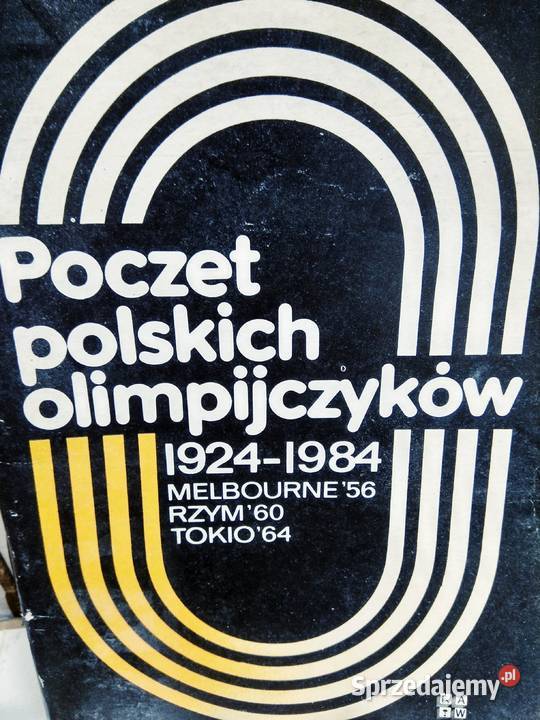 Poczet
polskich
olimpijczyków
1924-1984
MELBOURNE'56
RZYM'60
TOKIO'64
Sprzedajemy.pl
K A
I W